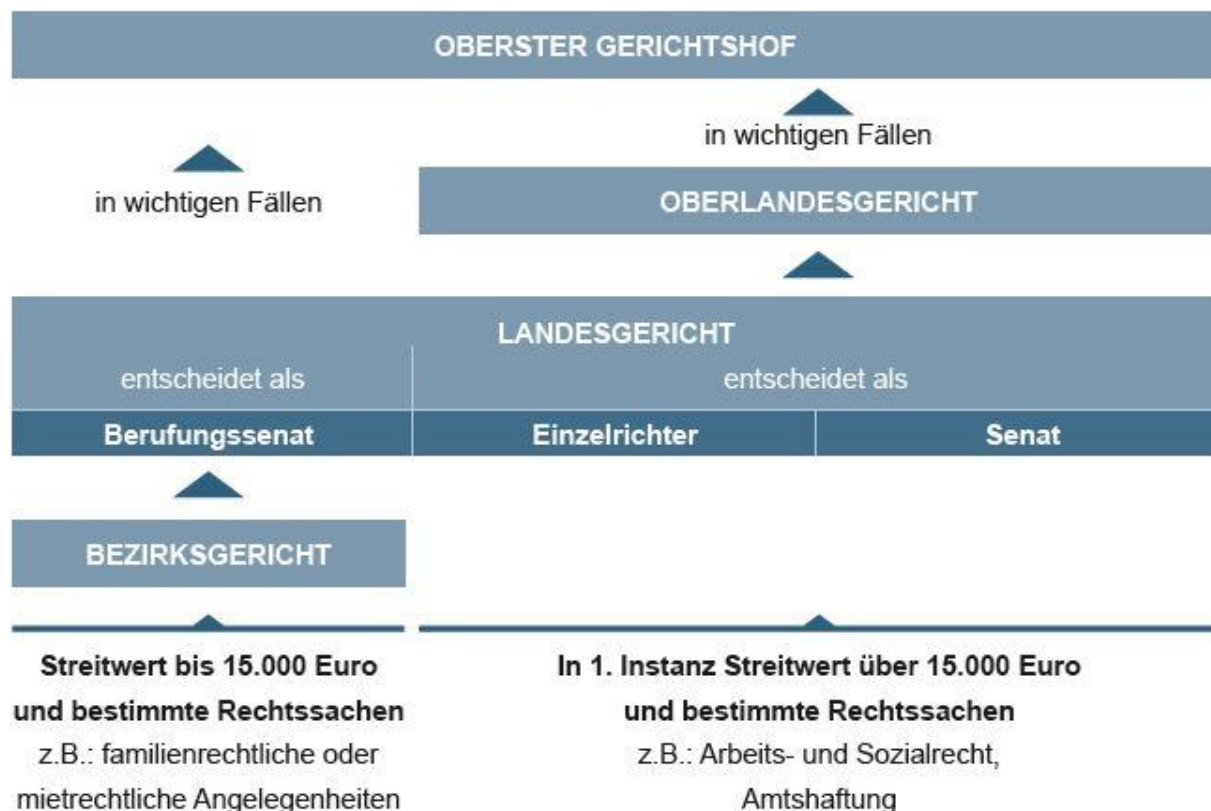 OBERSTER GERICHTSHOF
in wichtigen Fällen
in wichtigen Fällen
OBERLANDESGERICHT
LANDESGERICHT
entscheidet als
entscheidet als
Berufungssenat
Einzelrichter
Senat
BEZIRKSGERICHT
Streitwert bis 15.000 Euro
und bestimmte Rechtssachen
z.B.: familienrechtliche oder
mietrechtliche Angelegenheiten
In 1. Instanz Streitwert über 15.000 Euro
und bestimmte Rechtssachen
z.B.: Arbeits- und Sozialrecht,
Amtshaftung